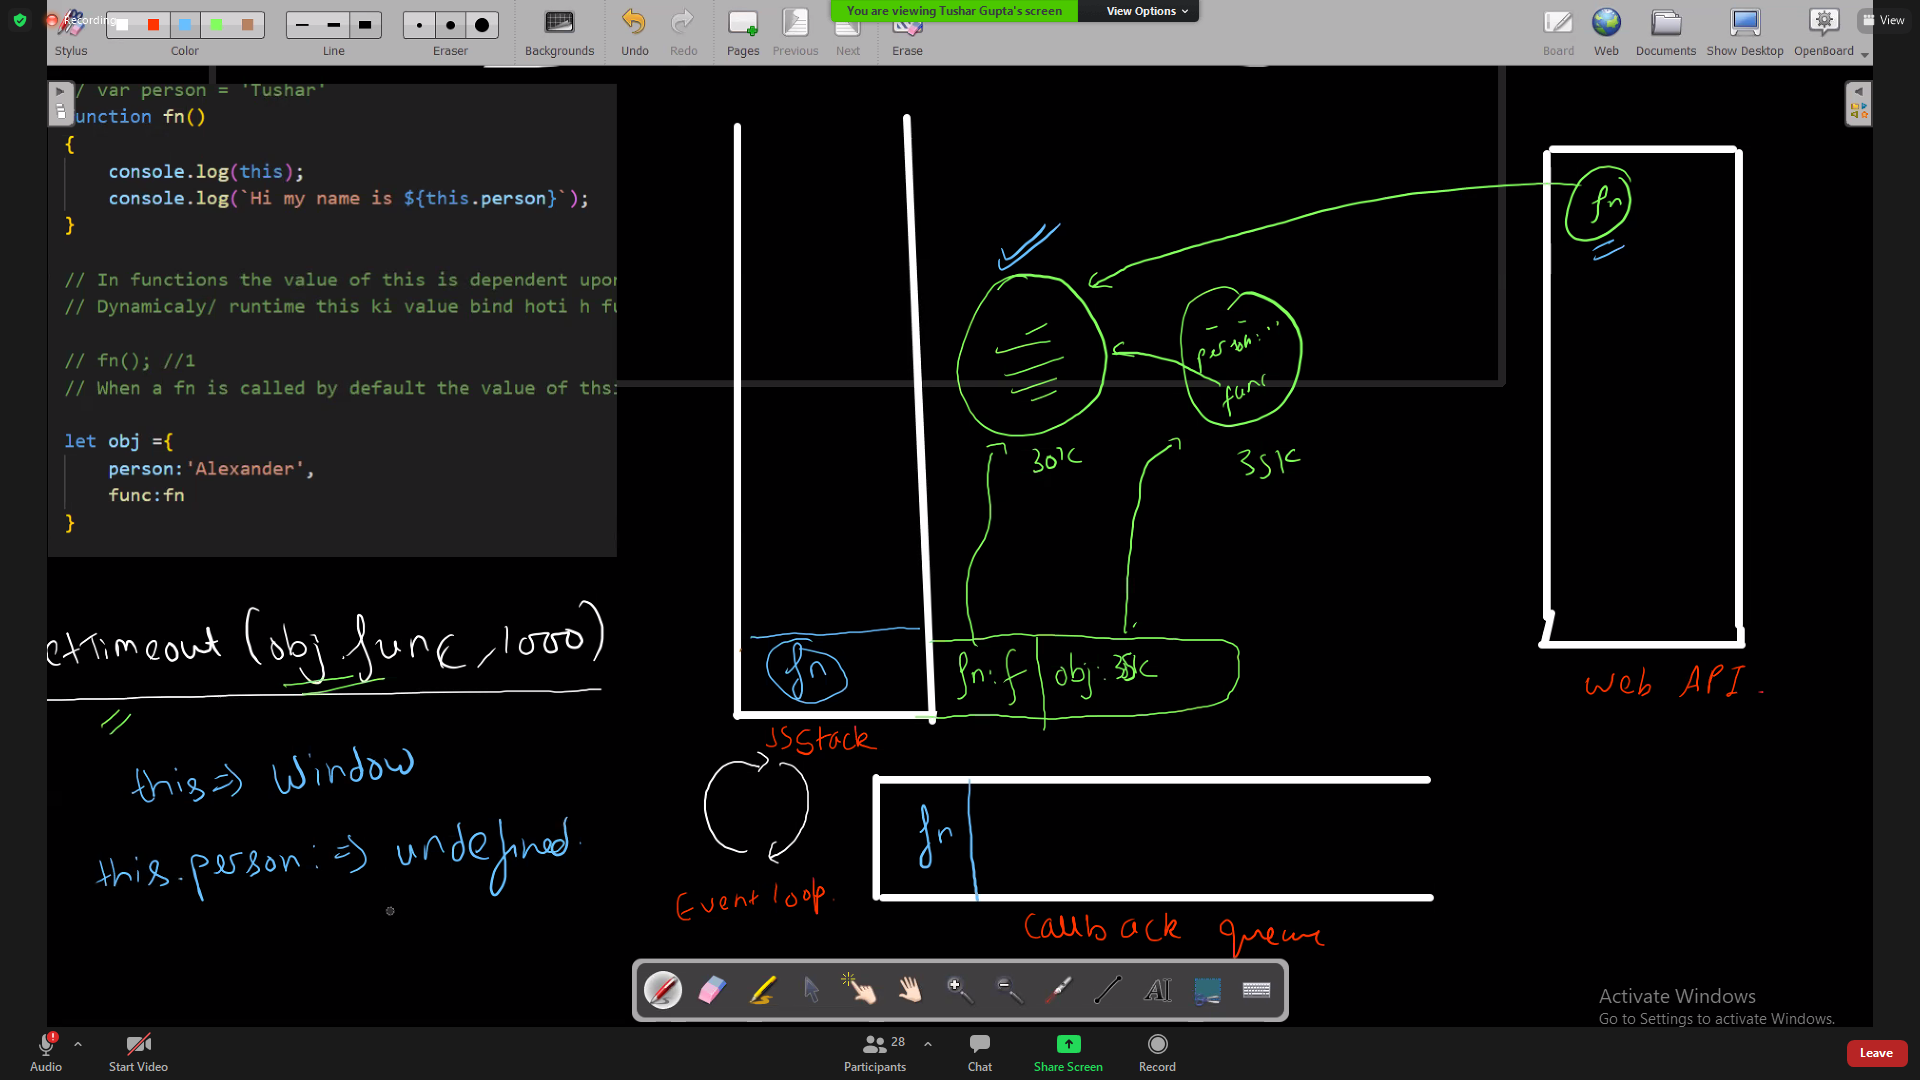 Recording
You are viewing Tushar Gupta's screen
View Options
View
Stylus
Color
Line
Eraser
Backgrounds
Undo
Redo
Pages
Previous
Next
Erase
Board
Web
Documents
Show Desktop
OpenBoard
/ var person = 'Tushar'
unction fn()
{
console.log(this);
console.log(`Hi my name is ${this.person}`);
}
// In functions the value of this is dependent upor
// Dynamicaly/ runtime this ki value bind hoti h fu
// fn(); //1
// When a fn is called by default the value of ths:
let obj ={
person:'Alexander',
func:fn
}
etTimeout (obj.func, 1000)
this => Window
this.person: => undefined.
fn
JS Stack
fn: f
obj: 35K
30K
person: ...
func
35K
fn
Web API.
Event loop.
fn
Callback queue
Activate Windows
Go to Settings to activate Windows.
Audio
Start Video
28
Participants
Chat
Share Screen
Record
Leave